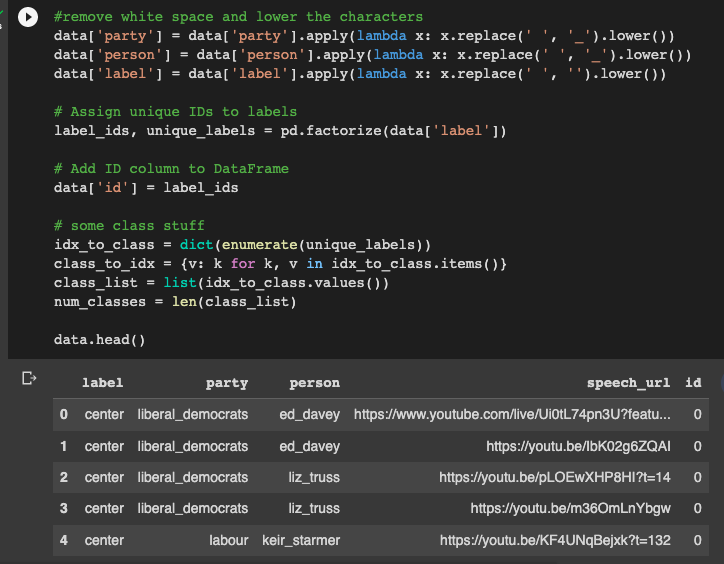 #remove white space and lower the characters
data['party'] = data['party'].apply(lambda x: x.replace(' ', '_').lower())
data['person'] = data['person'].apply(lambda x: x.replace(' ', '_').lower())
data['label'] = data['label'].apply(lambda x: x.replace(' ', '').lower())
# Assign unique IDs to labels
label_ids, unique_labels = pd.factorize(data['label'])
# Add ID column to DataFrame
data['id'] = label_ids
# some class stuff
idx_to_class = dict(enumerate(unique_labels))
class_to_idx = {v: k for k, v in idx_to_class.items()}
class_list = list(idx_to_class.values())
num_classes = len(class_list)
data.head()
label party person speech_url id
0 center liberal_democrats ed_davey https://www.youtube.com/live/Ui0tL74pn3U?featu... 0
1 center liberal_democrats ed_davey https://youtu.be/lbK02g6ZQAI 0
2 center liberal_democrats liz_truss https://youtu.be/pLOEwXHP8HI?t=14 0
3 center liberal_democrats liz_truss https://youtu.be/m36OmLnYbgw 0
4 center labour keir_starmer https://youtu.be/KF4UNqBejxk?t=132 0